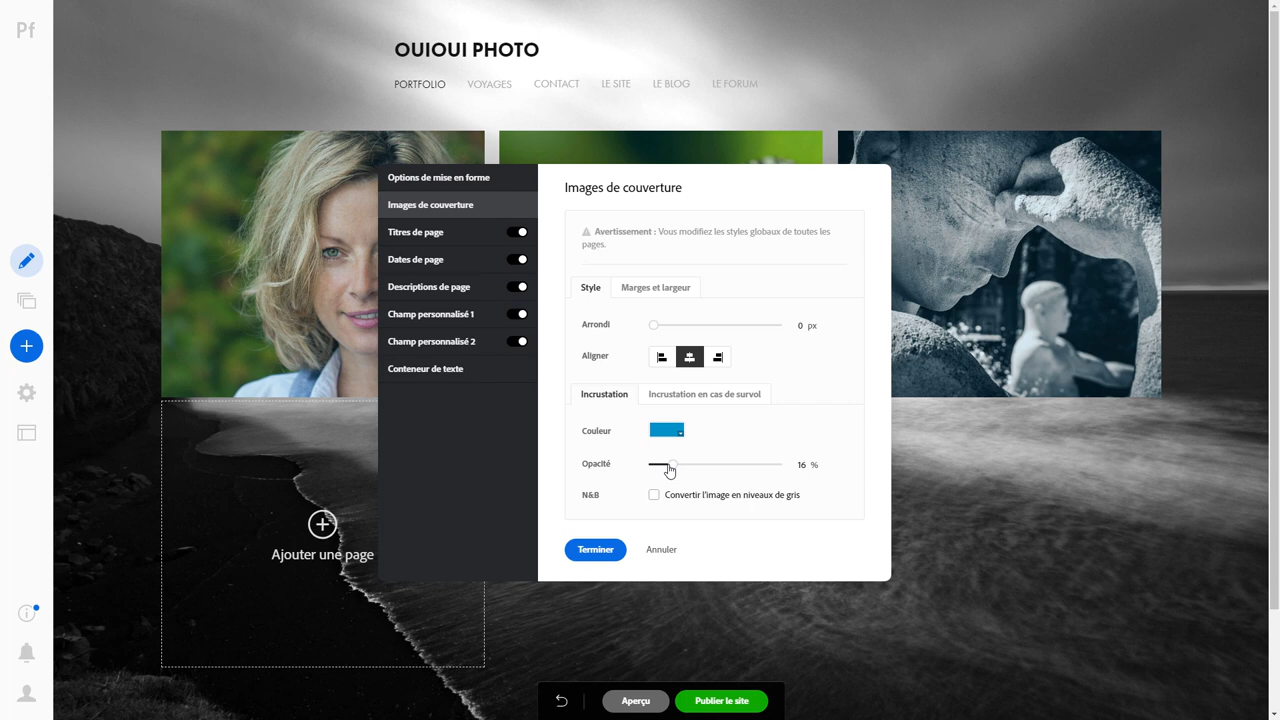 Pf
OUIOUI PHOTO
PORTFOLIO VOYAGES CONTACT LE SITE LE BLOG LE FORUM
Options de mise en forme
Images de couverture
Titres de page
Dates de page
Descriptions de page
Champ personnalisé 1
Champ personnalisé 2
Conteneur de texte
Images de couverture
Avertissement : Vous modifiez les styles globaux de toutes les
pages.
Style Marges et largeur
Arrondi 0 px
Aligner
Incrustation Incrustation en cas de survol
Couleur
Opacité 16 %
N&B Convertir l'image en niveaux de gris
Terminer Annuler
Ajouter une page
Aperçu Publier le site